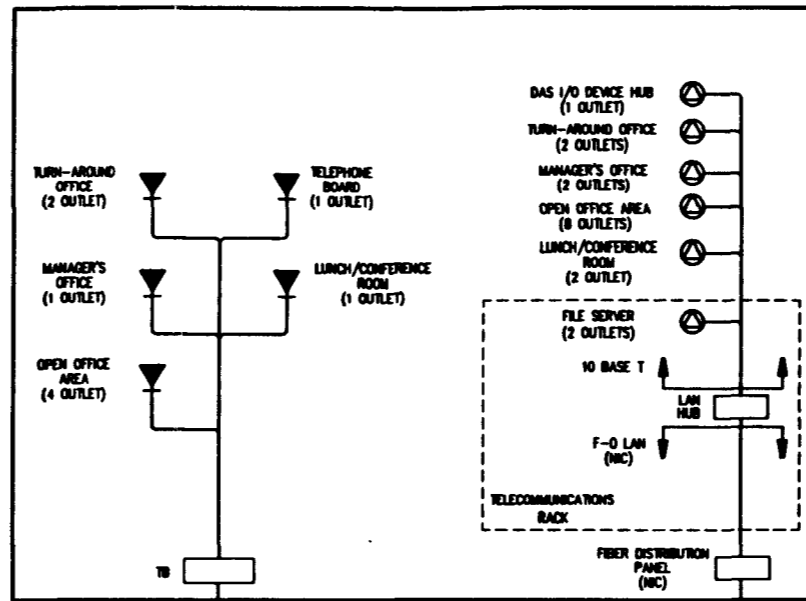 TURN-AROUND
OFFICE
(2 OUTLET)
TELEPHONE
BOARD
(1 OUTLET)
MANAGER'S
OFFICE
(1 OUTLET)
LUNCH/CONFERENCE
ROOM
(1 OUTLET)
OPEN OFFICE
AREA
(4 OUTLET)
TB
DAS I/O DEVICE HUB
(1 OUTLET)
TURN-AROUND OFFICE
(2 OUTLETS)
MANAGER'S OFFICE
(2 OUTLETS)
OPEN OFFICE AREA
(8 OUTLETS)
LUNCH/CONFERENCE
ROOM
(2 OUTLET)
FILE SERVER
(2 OUTLETS)
10 BASE T
LAN
HUB
F-O LAN
(NIC)
TELECOMMUNICATIONS
RACK
FIBER DISTRIBUTION
PANEL
(NIC)